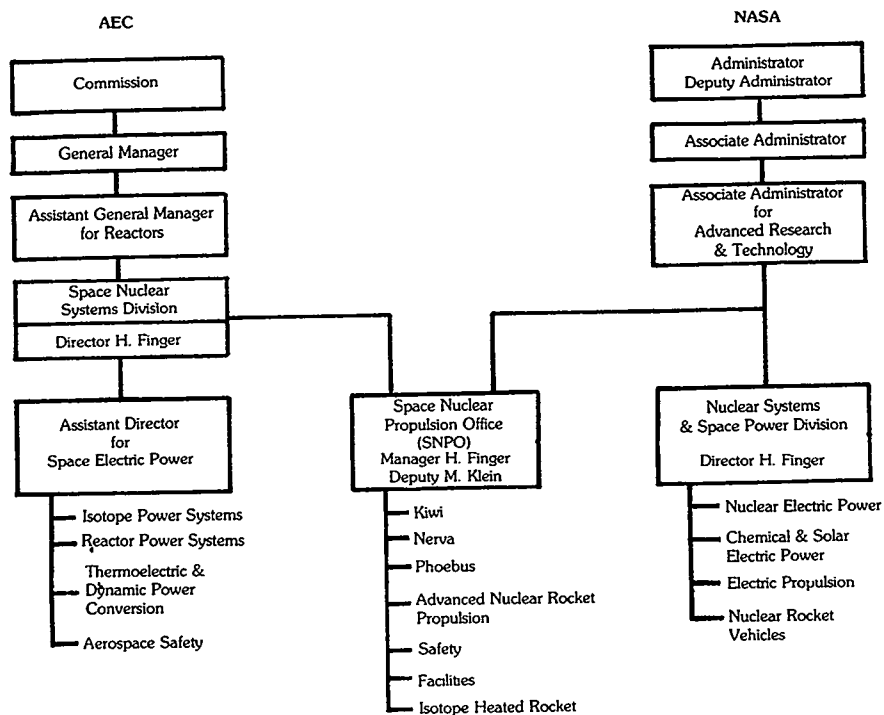 AEC
Commission
General Manager
Assistant General Manager
for Reactors
Space Nuclear
Systems Division
Director H. Finger
Assistant Director
for
Space Electric Power
Isotope Power Systems
Reactor Power Systems
Thermoelectric &
Dynamic Power
Conversion
Aerospace Safety
Space Nuclear
Propulsion Office
(SNPO)
Manager H. Finger
Deputy M. Klein
Kiwi
Nerva
Phoebus
Advanced Nuclear Rocket
Propulsion
Safety
Facilities
Isotope Heated Rocket
NASA
Administrator
Deputy Administrator
Associate Administrator
Associate Administrator
for
Advanced Research
& Technology
Nuclear Systems
& Space Power Division
Director H. Finger
Nuclear Electric Power
Chemical & Solar
Electric Power
Electric Propulsion
Nuclear Rocket
Vehicles